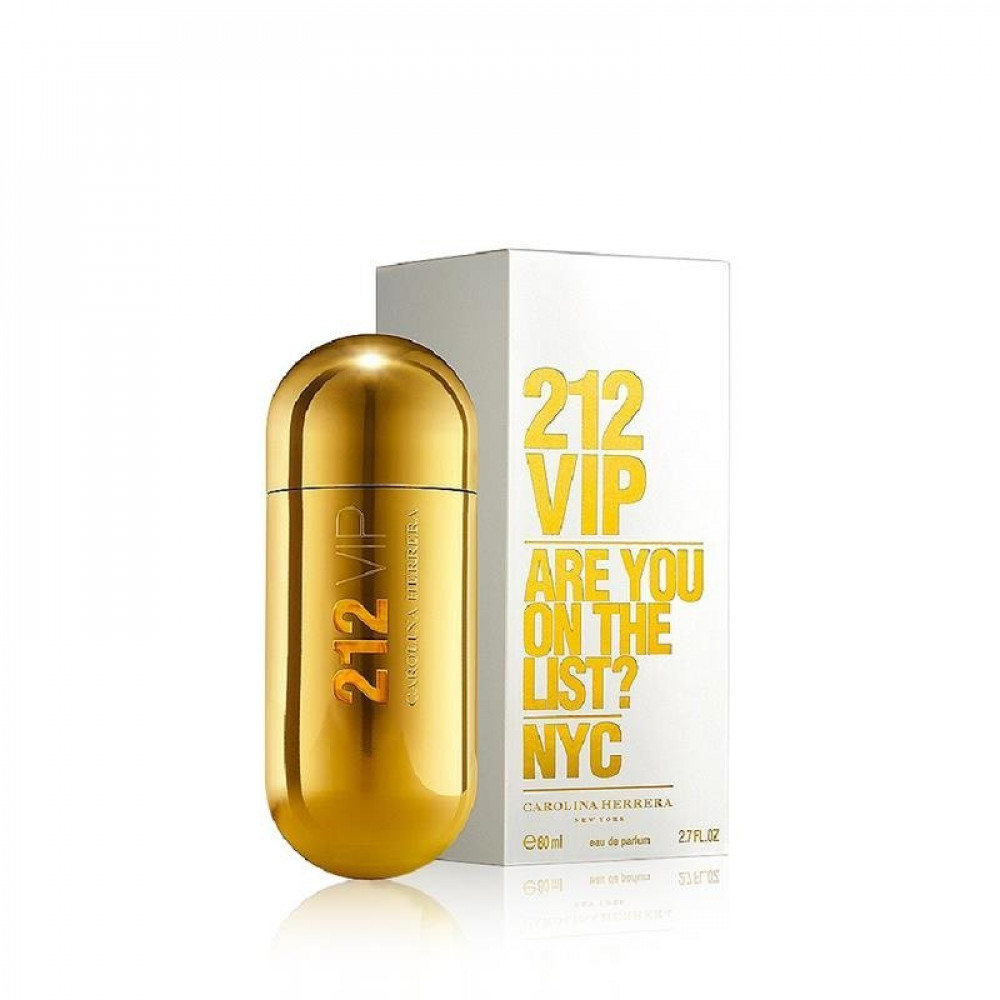 212 VIP
CAROLINA HERRERA
212
VIP
ARE YOU
ON THE
LIST?
NYC
CAROLINA HERRERA
NEW YORK
℮80 ml eau de parfum 2.7 FL.OZ